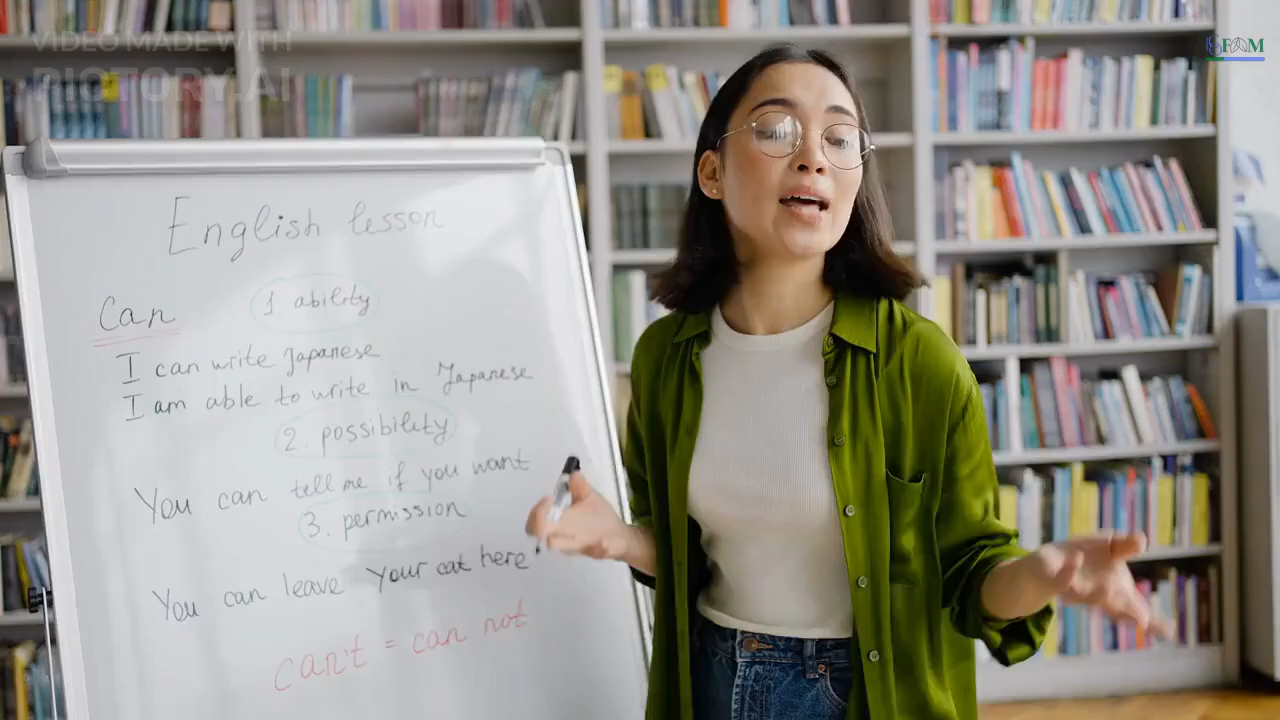 VIDEO MADE WITH
PICTORY.AI
English lesson
Can
1 ability
I can write Japanese
I am able to write in Japanese
2. possibility
You can tell me if you want
3. permission
You can leave your cat here
can't = can not